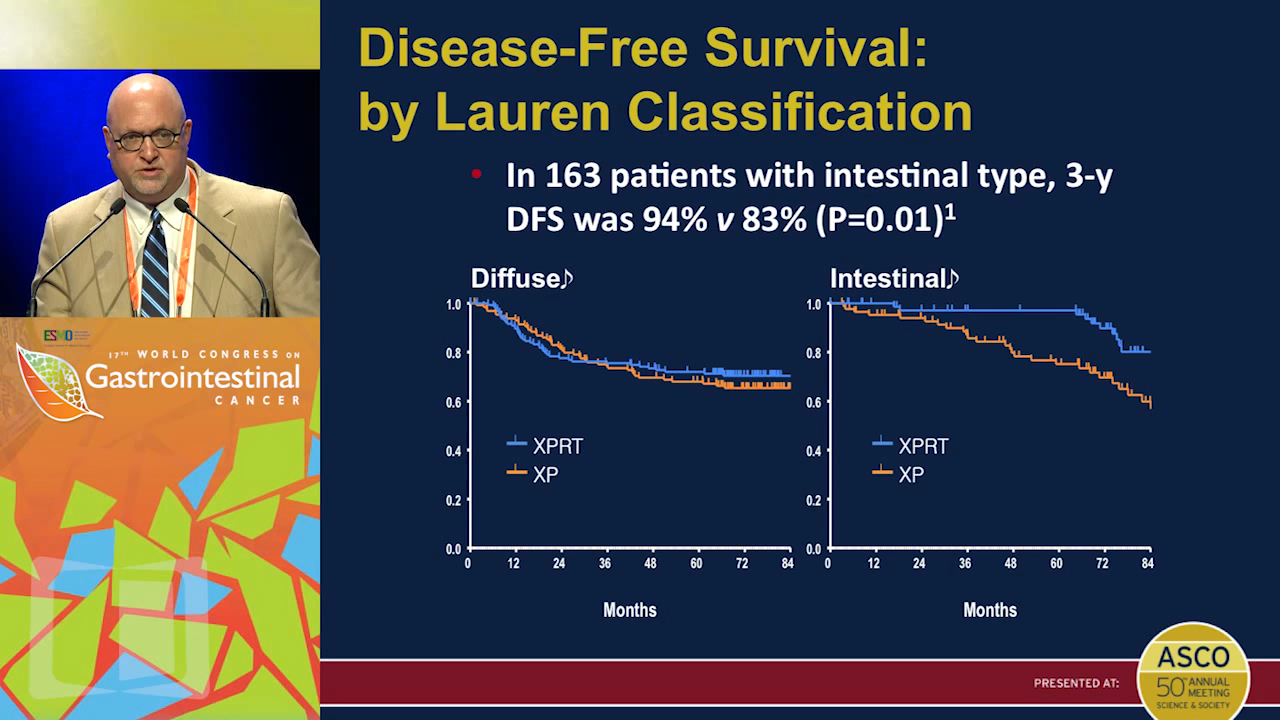 Disease-Free Survival:
by Lauren Classification
• In 163 patients with intestinal type, 3-y
DFS was 94% v 83% (P=0.01)1
Diffuse♪
1.0
0.8
0.6
0.4
0.2
0.0
XPRT
XP
0 12 24 36 48 60 72 84
Months
Intestinal♪
1.0
0.8
0.6
0.4
0.2
0.0
XPRT
XP
0 12 24 36 48 60 72 84
Months
ESMO
17TH WORLD CONGRESS ON
Gastrointestinal
CANCER
PRESENTED AT:
ASCO
50TH ANNUAL
MEETING
SCIENCE & SOCIETY